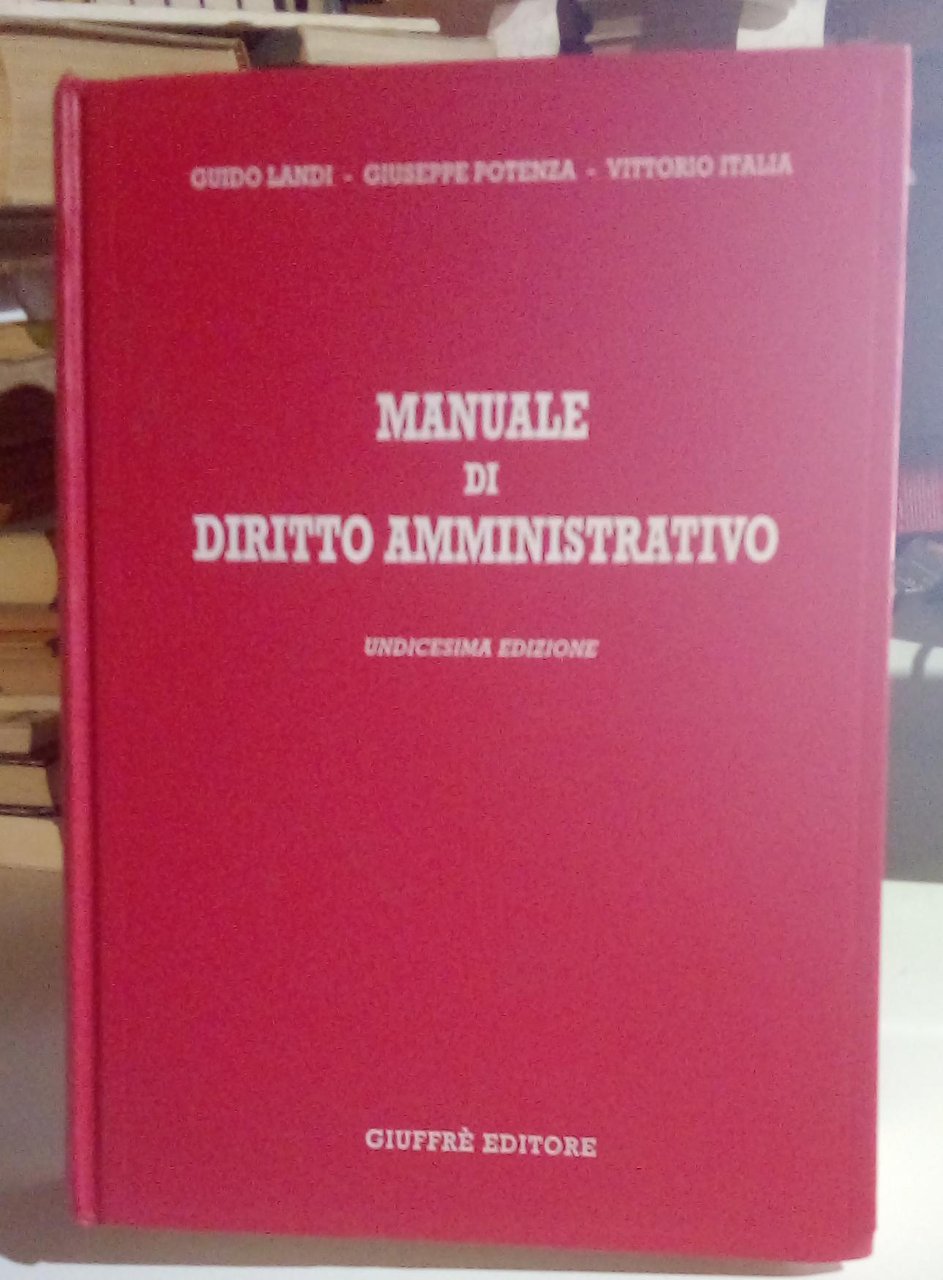 GUIDO LANDI - GIUSEPPE POTENZA - VITTORIO ITALIA
MANUALE
DI
DIRITTO AMMINISTRATIVO
UNDICESIMA EDIZIONE
GIUFFRÈ EDITORE